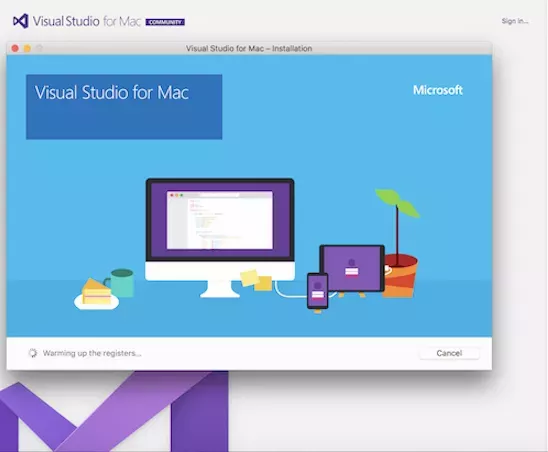 Visual Studio for Mac COMMUNITY
Sign in...
Visual Studio for Mac – Installation
Visual Studio for Mac
Microsoft
Warming up the registers...
Cancel